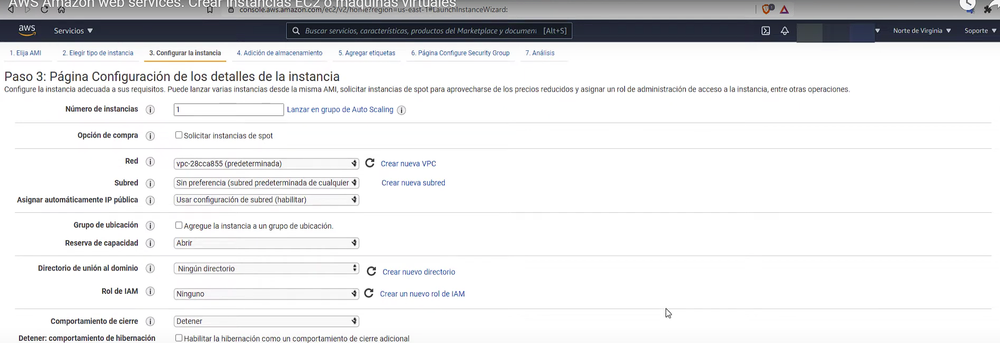 AWS Amazon web services. Crear instancias EC2 o máquinas virtuales
console.aws.amazon.com/ec2/v2/home?region=us-east-1#LaunchInstanceWizard:
aws Servicios Buscar servicios, características, productos del Marketplace y document [Alt+S] Norte de Virginia Soporte
1. Elija AMI 2. Elegir tipo de instancia 3. Configurar la instancia 4. Adición de almacenamiento 5. Agregar etiquetas 6. Página Configure Security Group 7. Análisis
Paso 3: Página Configuración de los detalles de la instancia
Configure la instancia adecuada a sus requisitos. Puede lanzar varias instancias desde la misma AMI, solicitar instancias de spot para aprovecharse de los precios reducidos y asignar un rol de administración de acceso a la instancia, entre otras operaciones.
Número de instancias i 1 Lanzar en grupo de Auto Scaling i
Opción de compra i Solicitar instancias de spot
Red i vpc-28cca855 (predeterminada) Crear nueva VPC
Subred i Sin preferencia (subred predeterminada de cualquier Crear nueva subred
Asignar automáticamente IP pública i Usar configuración de subred (habilitar)
Grupo de ubicación i Agregue la instancia a un grupo de ubicación.
Reserva de capacidad i Abrir
Directorio de unión al dominio i Ningún directorio Crear nuevo directorio
Rol de IAM i Ninguno Crear un nuevo rol de IAM
Comportamiento de cierre i Detener
Detener: comportamiento de hibernación Habilitar la hibernación como un comportamiento de cierre adicional